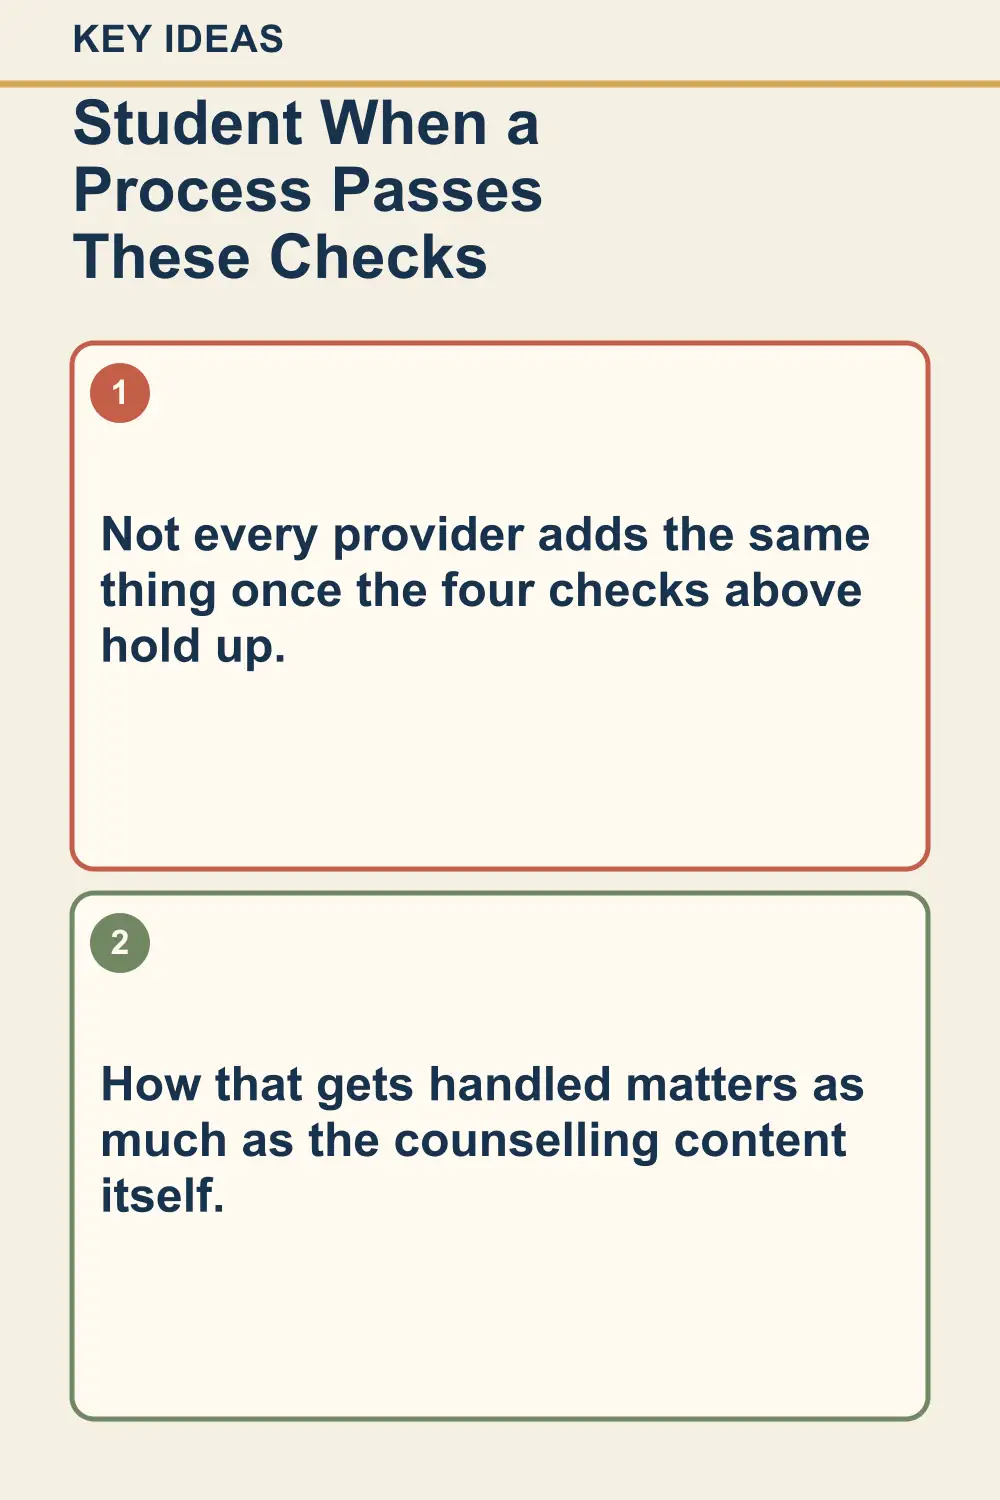 KEY IDEAS
Student When a
Process Passes
These Checks
1
Not every provider adds the same
thing once the four checks above
hold up.
2
How that gets handled matters as
much as the counselling content
itself.